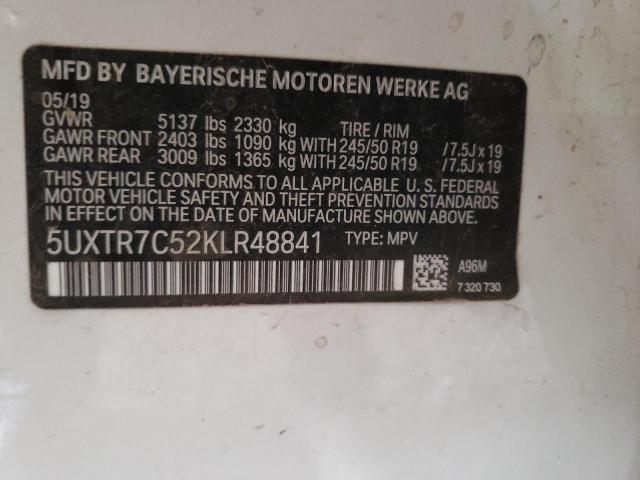 MFD BY BAYERISCHE MOTOREN WERKE AG
05/19
GVWR 5137 lbs 2330 kg TIRE / RIM
GAWR FRONT 2403 lbs 1090 kg WITH 245/50 R19 /7.5J x 19
GAWR REAR 3009 lbs 1365 kg WITH 245/50 R19 /7.5J x 19
THIS VEHICLE CONFORMS TO ALL APPLICABLE U. S. FEDERAL
MOTOR VEHICLE SAFETY AND THEFT PREVENTION STANDARDS
IN EFFECT ON THE DATE OF MANUFACTURE SHOWN ABOVE.
5UXTR7C52KLR48841 TYPE: MPV
A96M
7 320 730